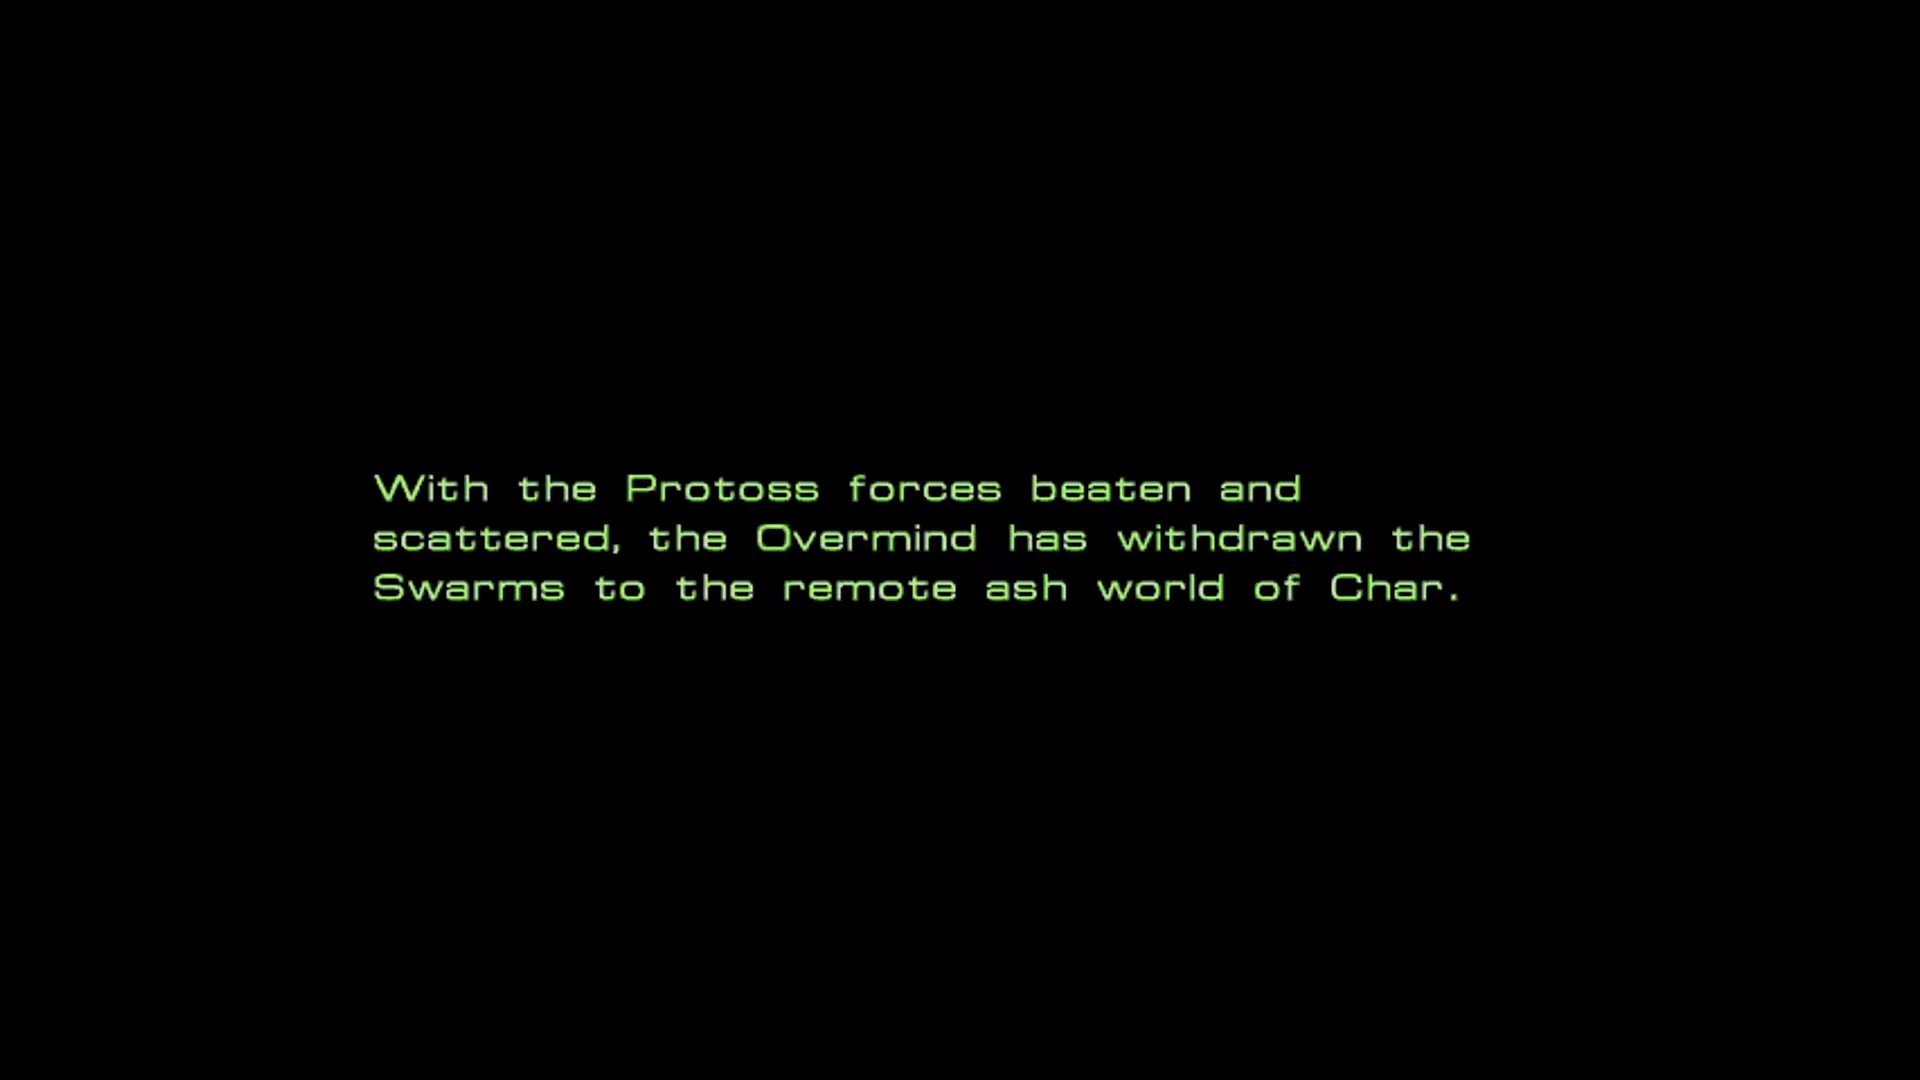 With the Protoss forces beaten and
scattered, the Overmind has withdrawn the
Swarms to the remote ash world of Char.